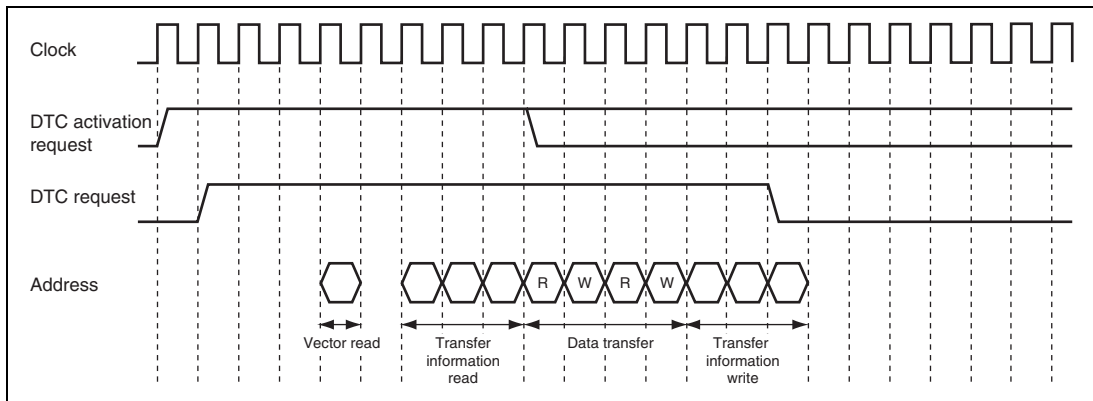 Clock
DTC activation
request
DTC request
Address
R W R W
Vector read
Transfer
information
read
Data transfer
Transfer
information
write